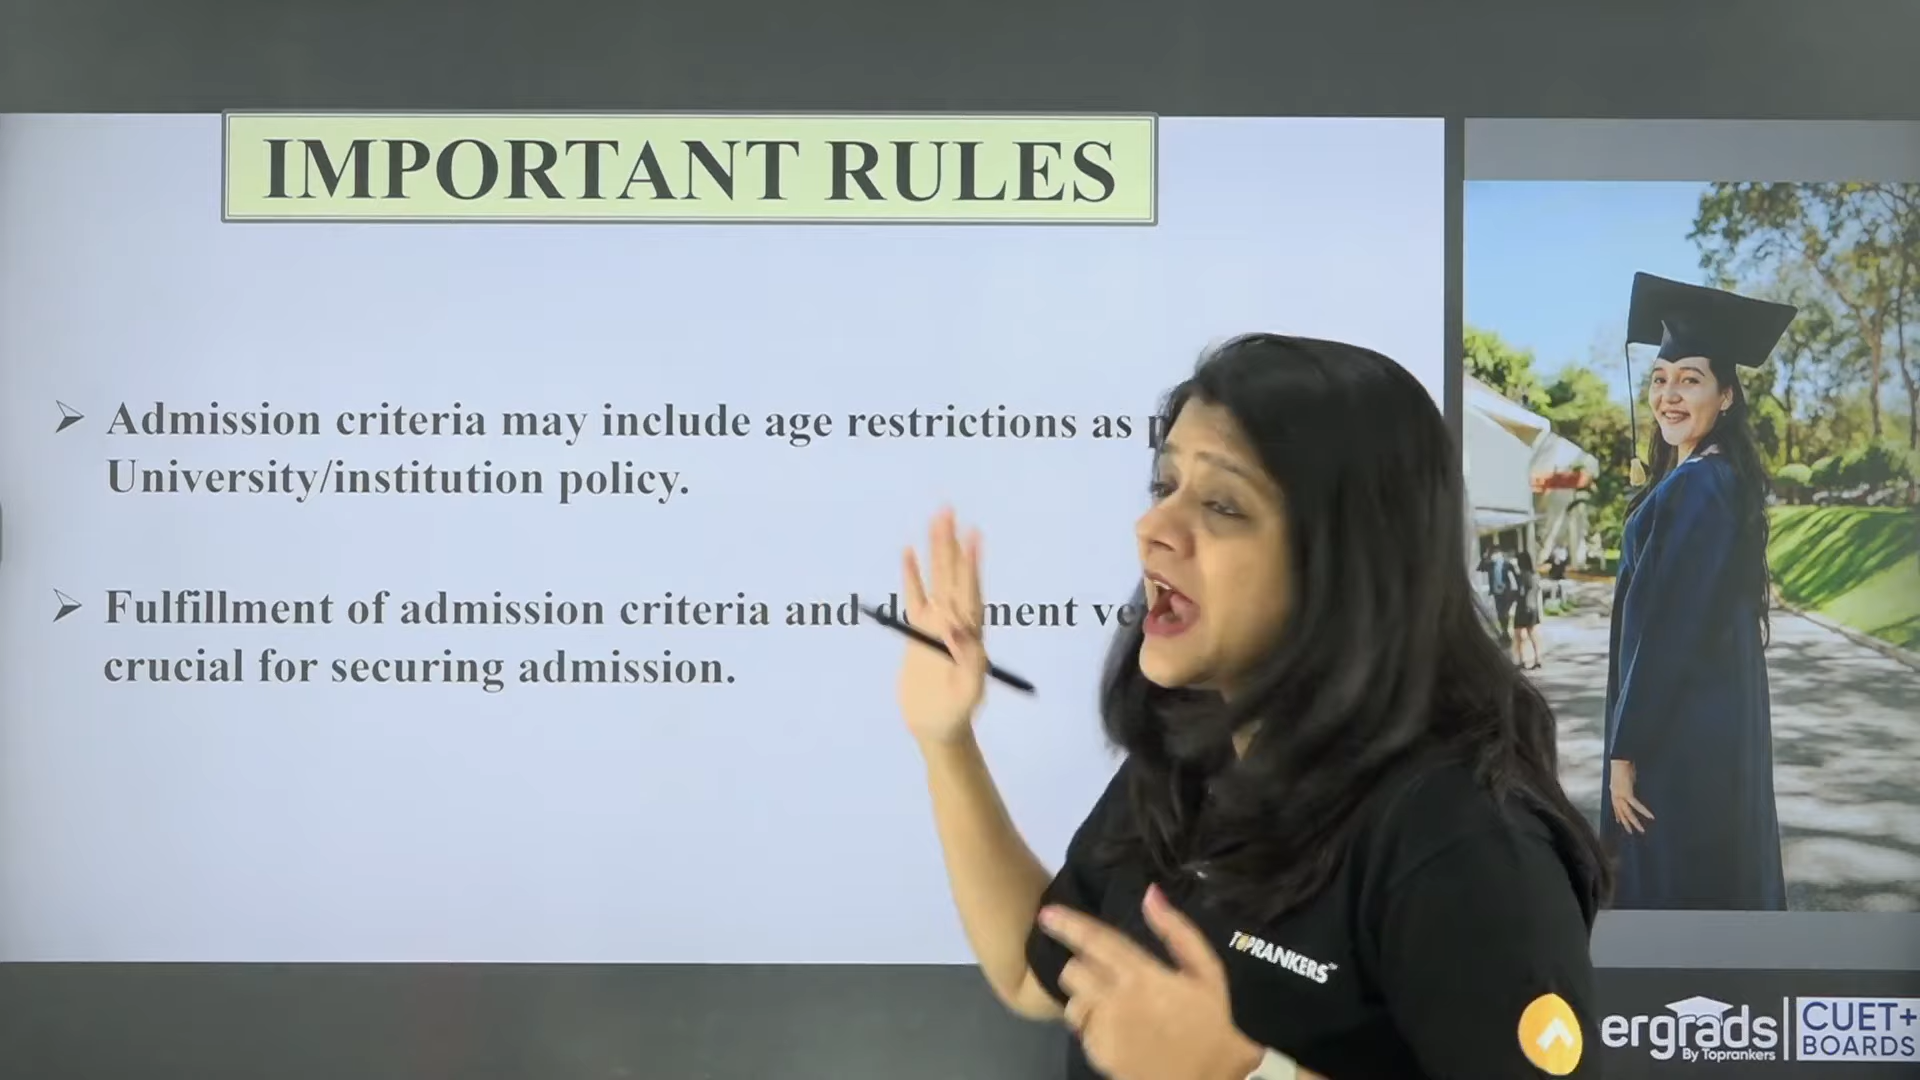 IMPORTANT RULES
➢ Admission criteria may include age restrictions as
University/institution policy.
➢ Fulfillment of admission criteria and
crucial for securing admission.
TOPRANKERS
ergrads
By Toprankers
CUET+
BOARDS